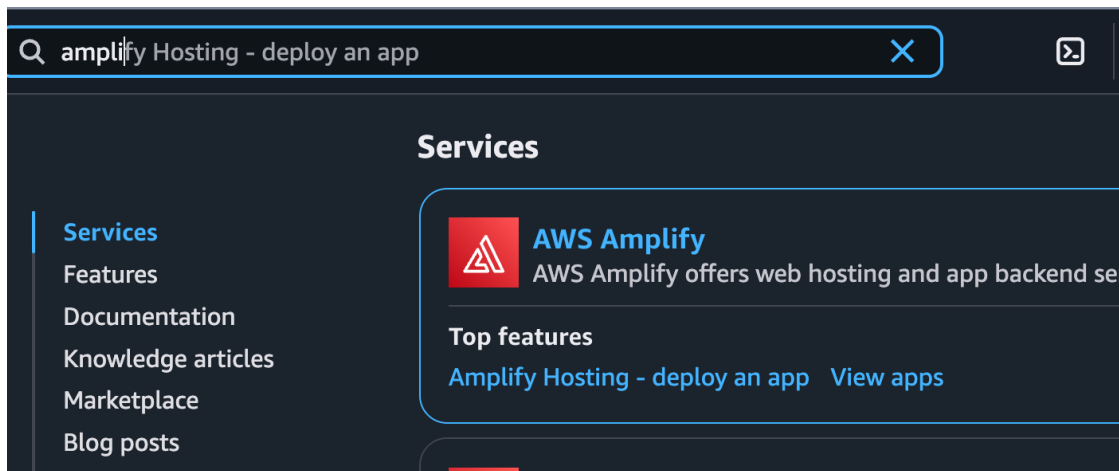 amplify Hosting - deploy an app
Services
Services
Features
Documentation
Knowledge articles
Marketplace
Blog posts
AWS Amplify
AWS Amplify offers web hosting and app backend se
Top features
Amplify Hosting - deploy an app View apps